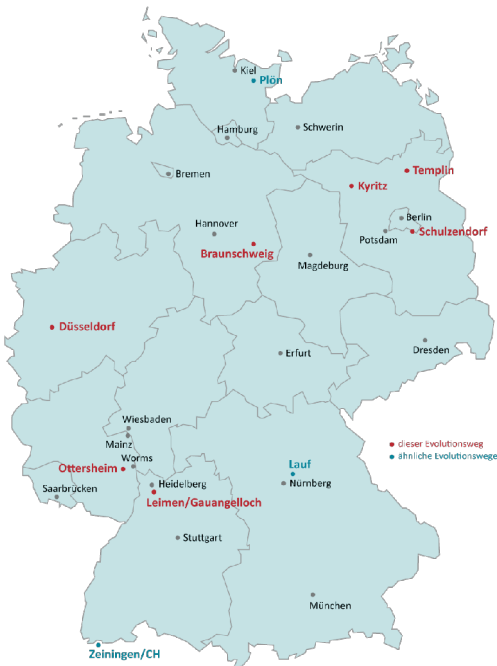 Kiel
Plön
Hamburg
Schwerin
Bremen
Templin
Kyritz
Berlin
Hannover
Potsdam
Schulzendorf
Braunschweig
Magdeburg
Düsseldorf
Dresden
Erfurt
Wiesbaden
Mainz
dieser Evolutionsweg
Worms
ähnliche Evolutionswege
Ottersheim
Lauf
Saarbrücken
Heidelberg
Nürnberg
Leimen/Gauangelloch
Stuttgart
München
Zeiningen/CH